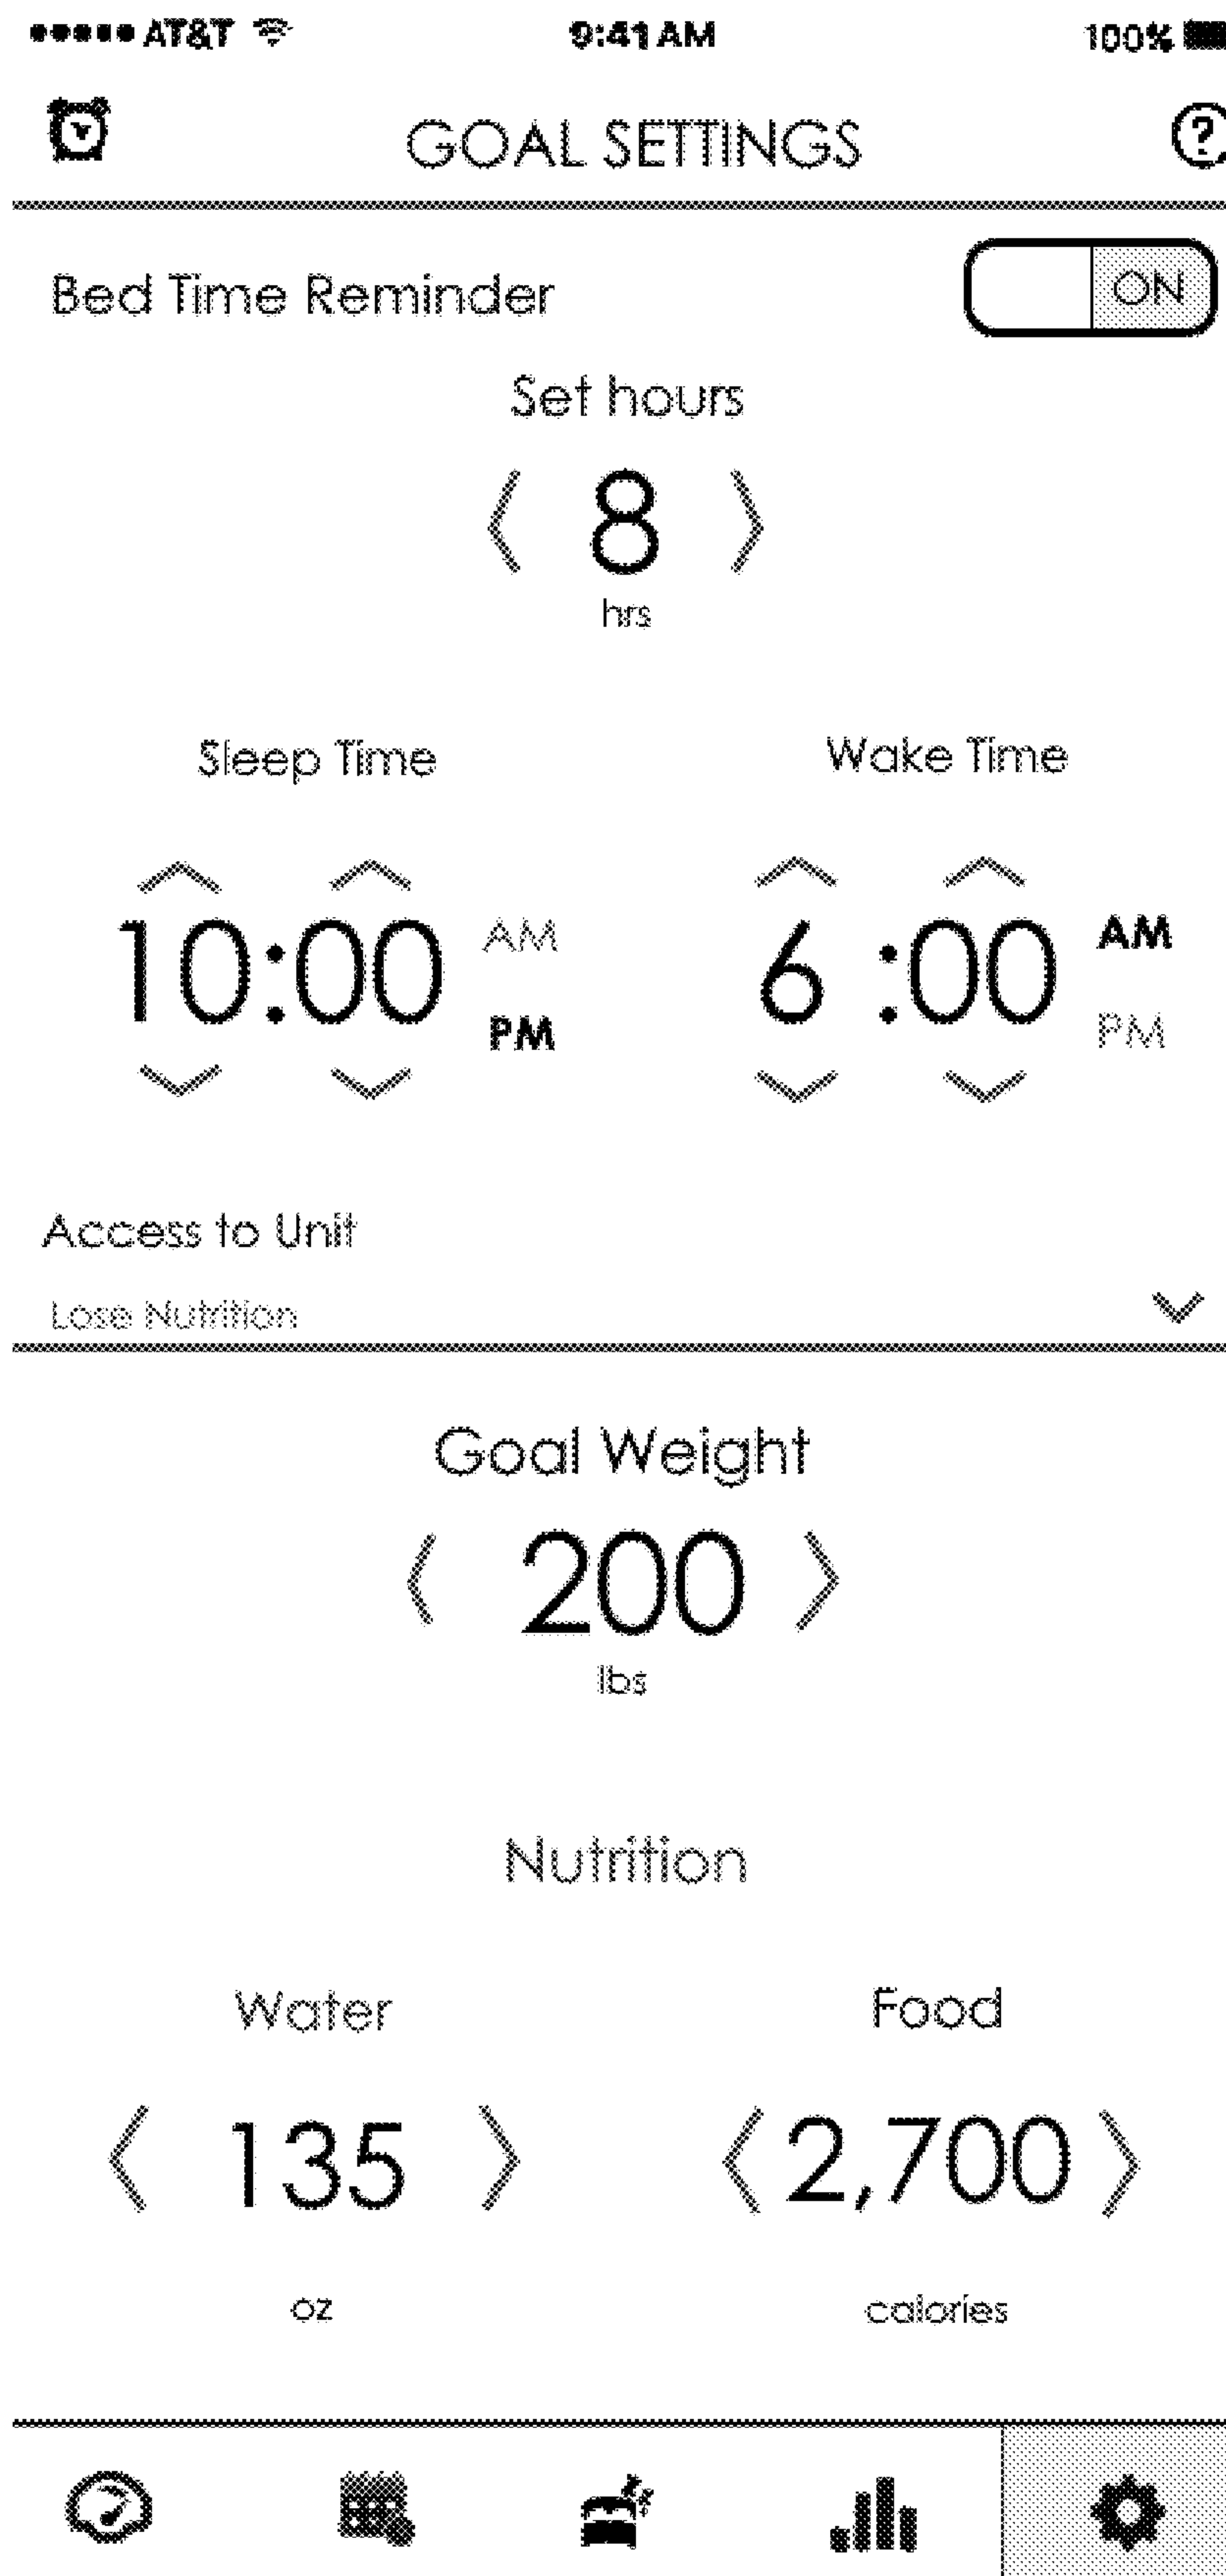 AT&T 9:41 AM 100%
GOAL SETTINGS ?
Bed Time Reminder ON
Set hours
8
hrs
Sleep Time Wake Time
10:00 AM PM 6 :00 AM PM
Access to Unit
Lose Nutrition
Goal Weight
200
lbs
Nutrition
Water Food
135 2,700
oz calories